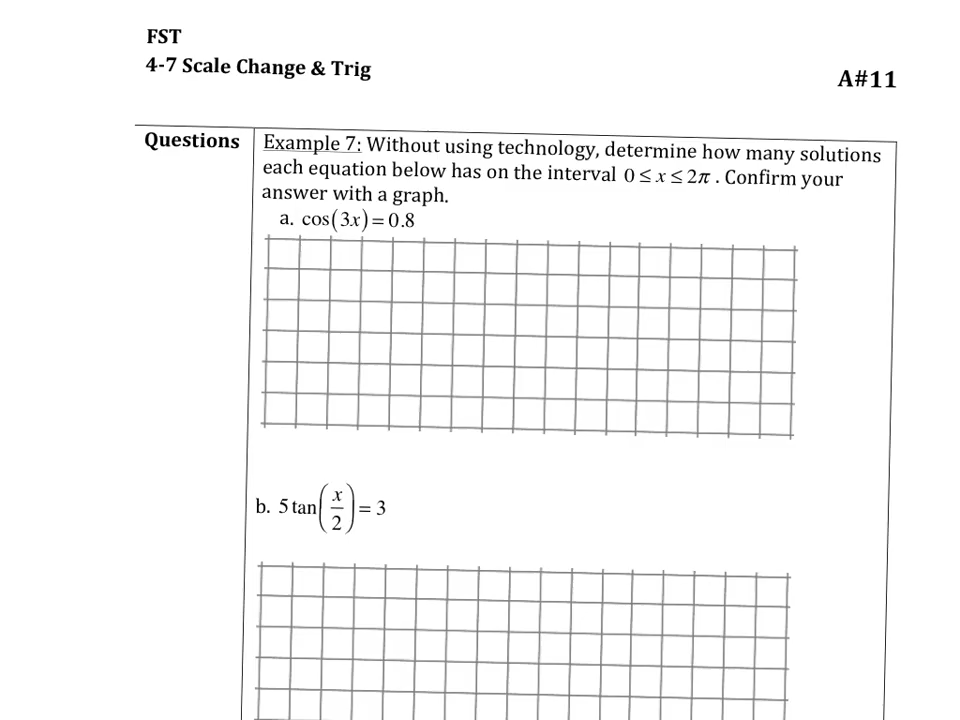 FST
4-7 Scale Change & Trig
A#11
Questions
Example 7: Without using technology, determine how many solutions
each equation below has on the interval 0 ≤ x ≤ 2π . Confirm your
answer with a graph.
a. cos(3x) = 0.8
b. 5 tan(x/2) = 3